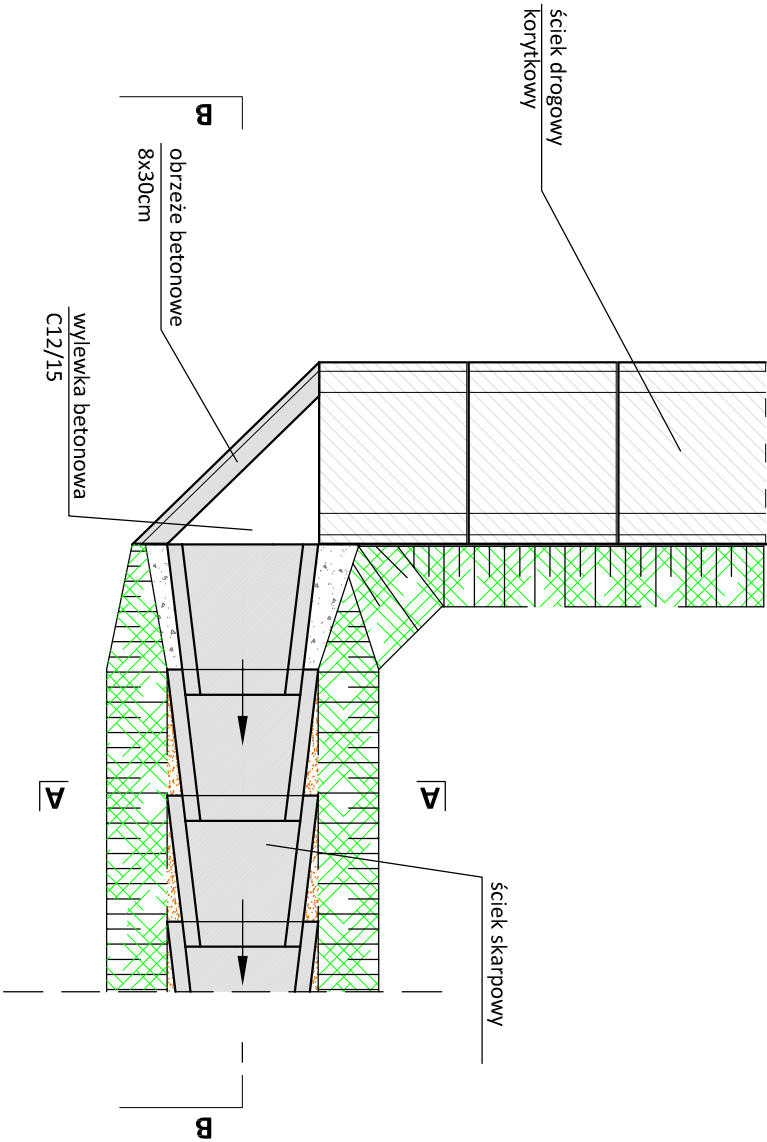 ściek drogowy
korytkowy
B
obrzeże betonowe
8x30cm
wylewka betonowa
C12/15
A
A
ściek skarpowy
B